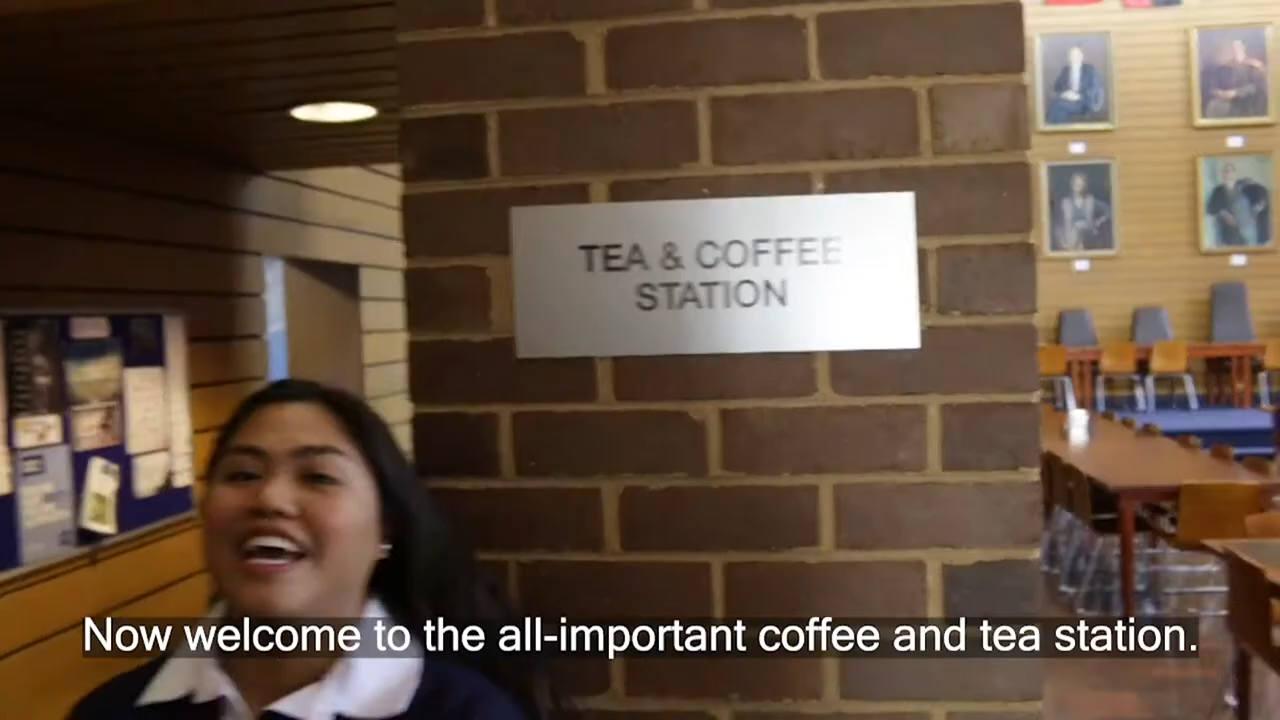 TEA & COFFEE
STATION
Now welcome to the all-important coffee and tea station.